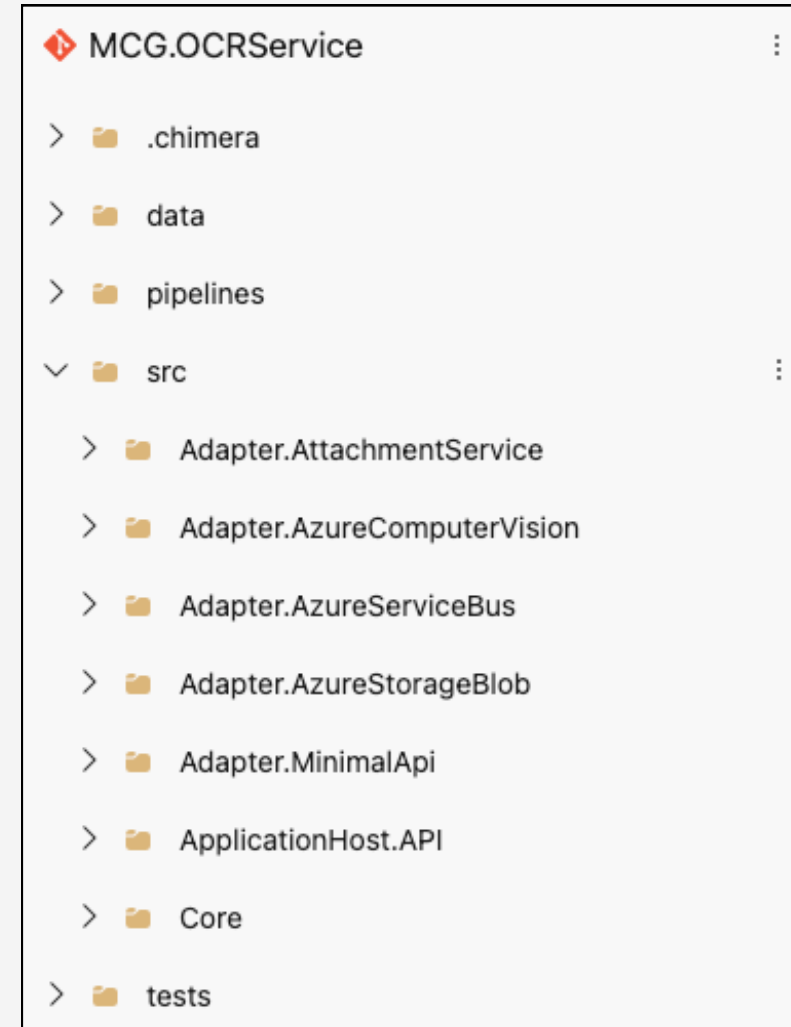 MCG.OCRService
.chimera
data
pipelines
src
Adapter.AttachmentService
Adapter.AzureComputerVision
Adapter.AzureServiceBus
Adapter.AzureStorageBlob
Adapter.MinimalApi
ApplicationHost.API
Core
tests